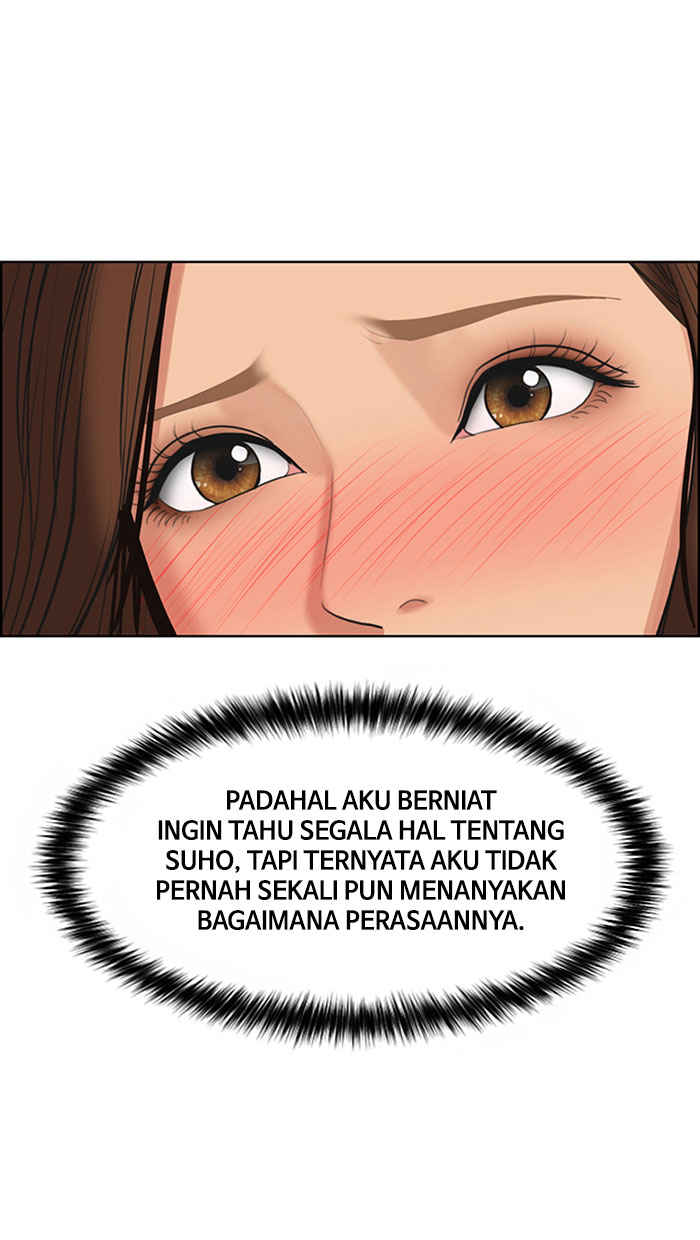 PADAHAL AKU BERNIAT
INGIN TAHU SEGALA HAL TENTANG
SUHO, TAPI TERNYATA AKU TIDAK
PERNAH SEKALI PUN MENANYAKAN
BAGAIMANA PERASAANNYA.